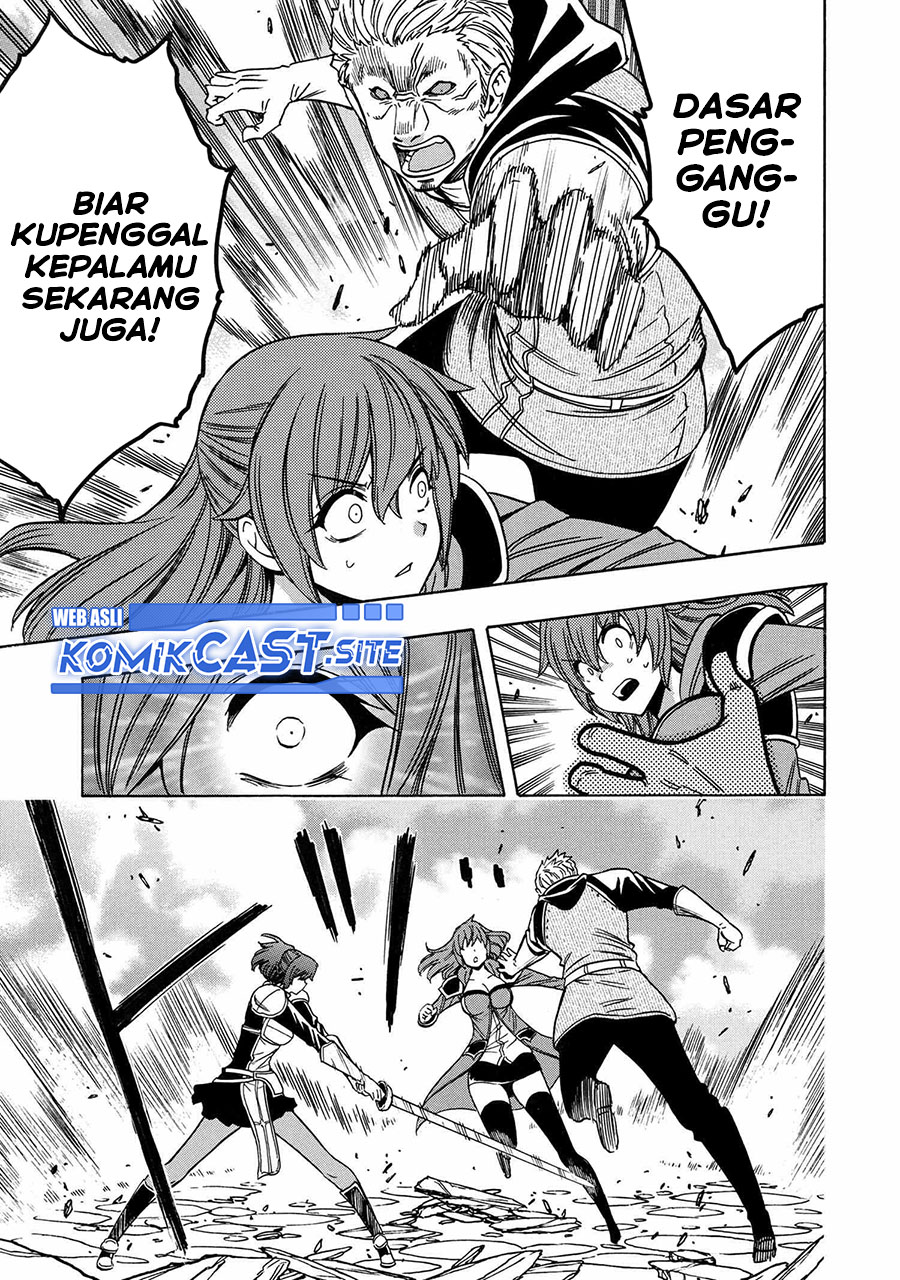 DASAR
PENG-
GANG-
GU!
BIAR
KUPENGGAL
KEPALAMU
SEKARANG
JUGA!
WEB ASLI
KOMIKCAST.SITE